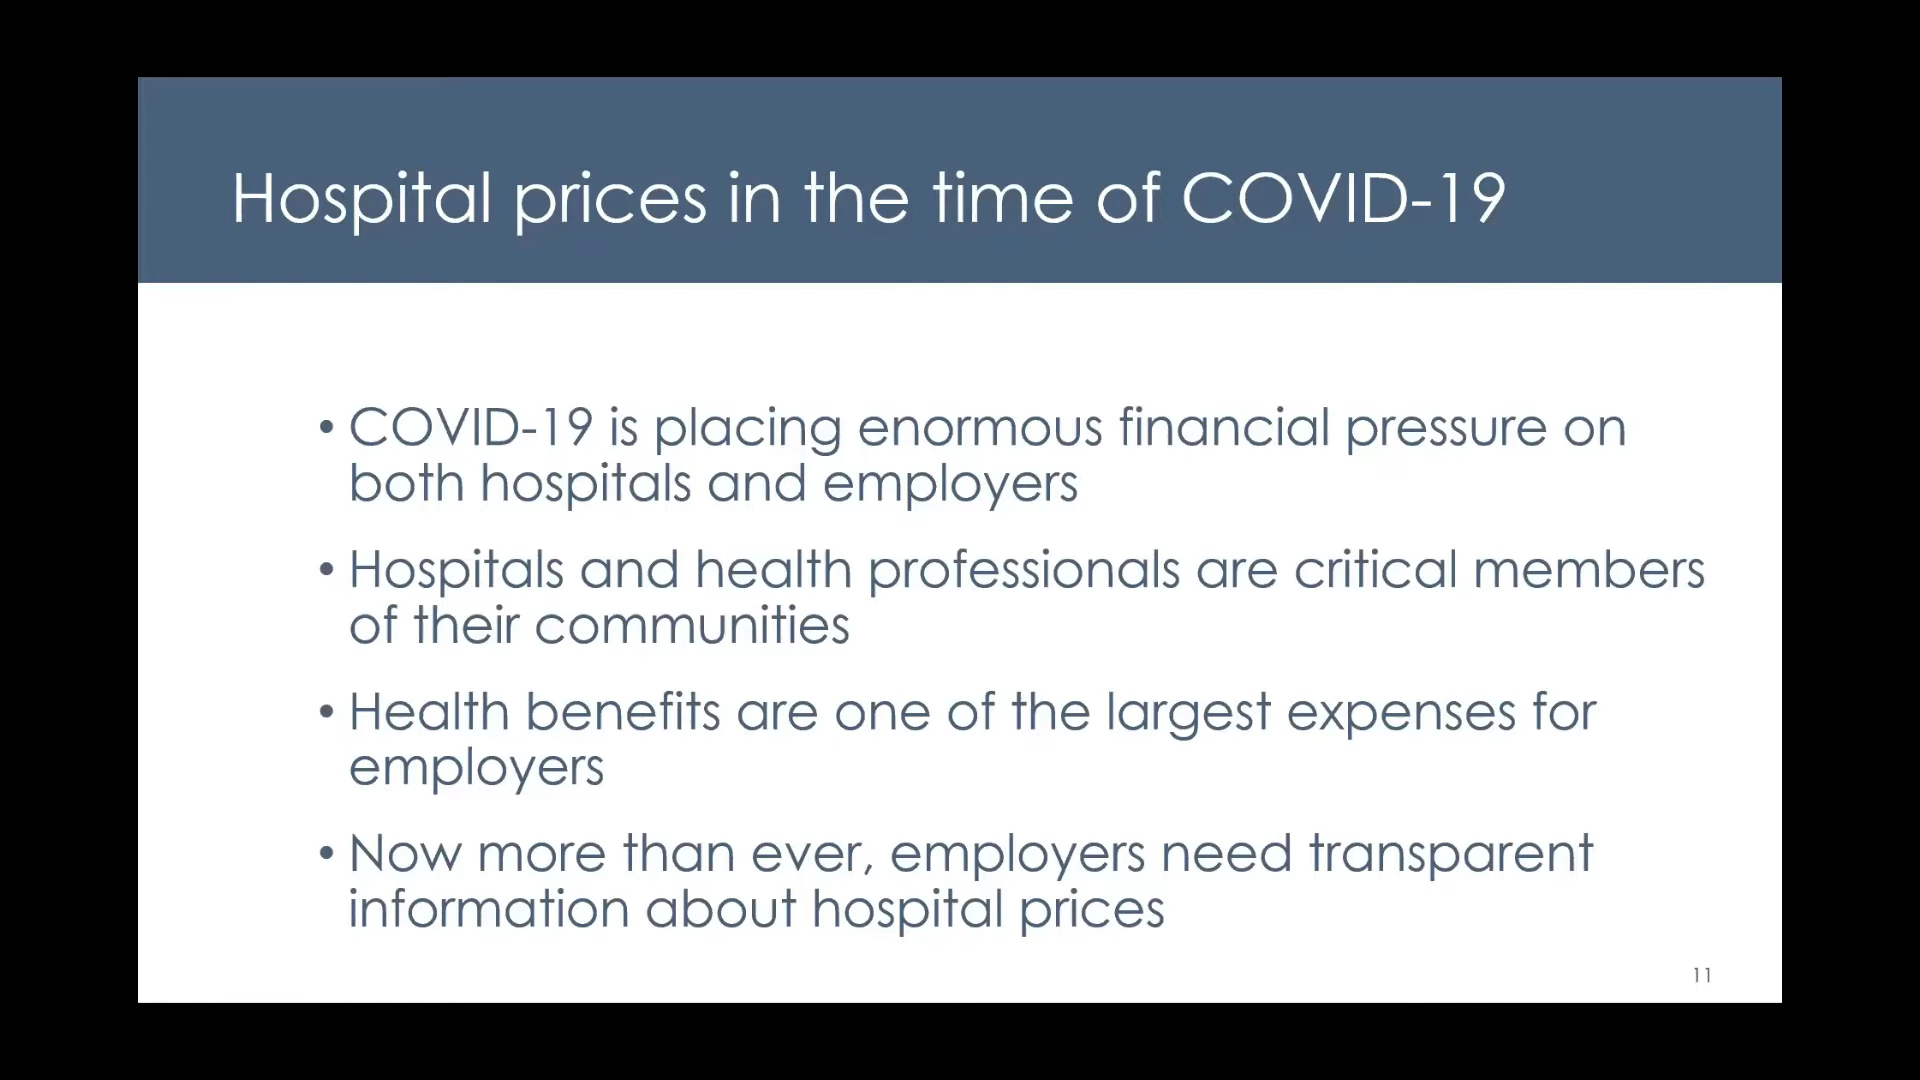 Hospital prices in the time of COVID-19
• COVID-19 is placing enormous financial pressure on
both hospitals and employers
• Hospitals and health professionals are critical members
of their communities
• Health benefits are one of the largest expenses for
employers
• Now more than ever, employers need transparent
information about hospital prices
11